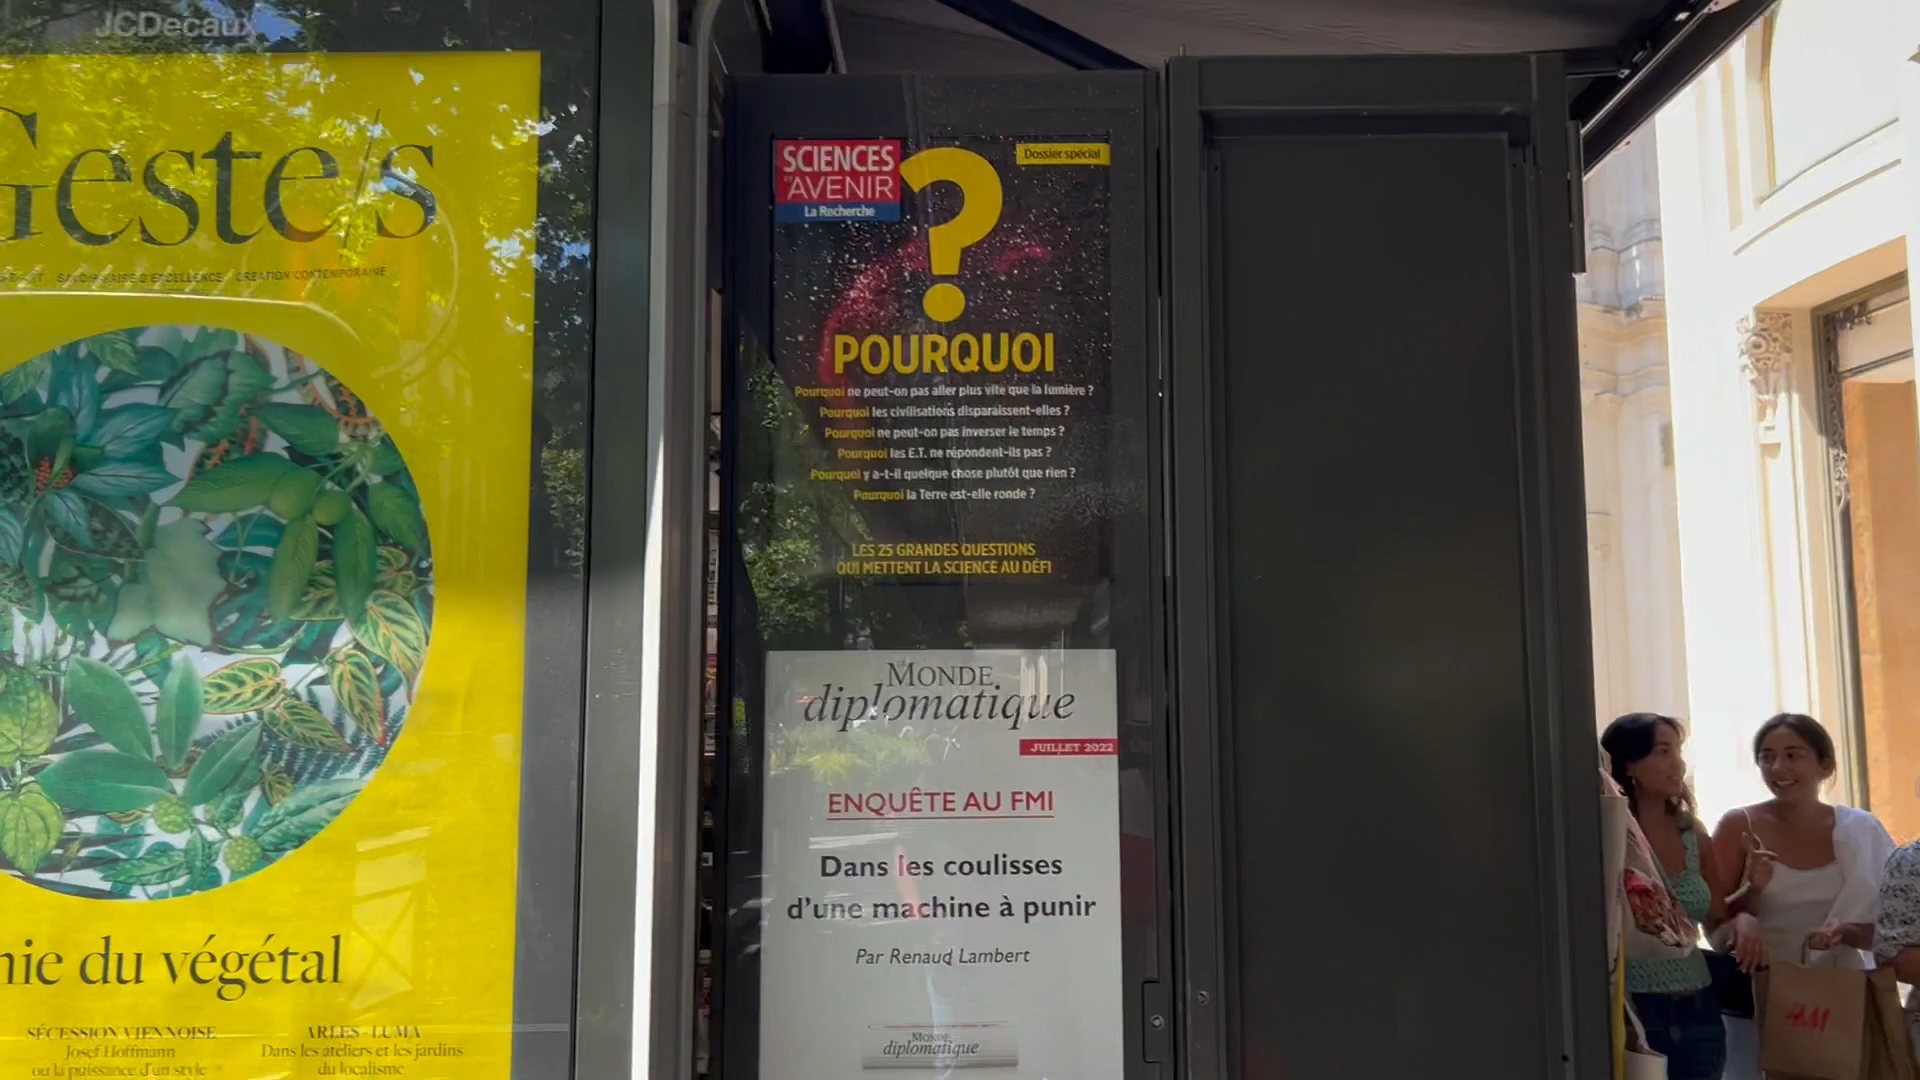 JCDecaux
Geste/s
SAVOIR-FAIRE D'EXCELLENCE CRÉATION CONTEMPORAINE
du végétal
SÉCESSION VIENNOISE
Josef Hoffmann
ou la puissance d'un style
ARLES - LUMA
Dans les ateliers et les jardins
du localisme
SCIENCES
ET AVENIR
La Recherche
Dossier spécial
?
POURQUOI
Pourquoi ne peut-on pas aller plus vite que la lumière ?
Pourquoi les civilisations disparaissent-elles ?
Pourquoi ne peut-on pas inverser le temps ?
Pourquoi les E.T. ne répondent-ils pas ?
Pourquoi y a-t-il quelque chose plutôt que rien ?
Pourquoi la Terre est-elle ronde ?
LES 25 GRANDES QUESTIONS
QUI METTENT LA SCIENCE AU DÉFI
LE MONDE
diplomatique
JUILLET 2022
ENQUÊTE AU FMI
Dans les coulisses
d'une machine à punir
Par Renaud Lambert
LE MONDE
diplomatique
H&M